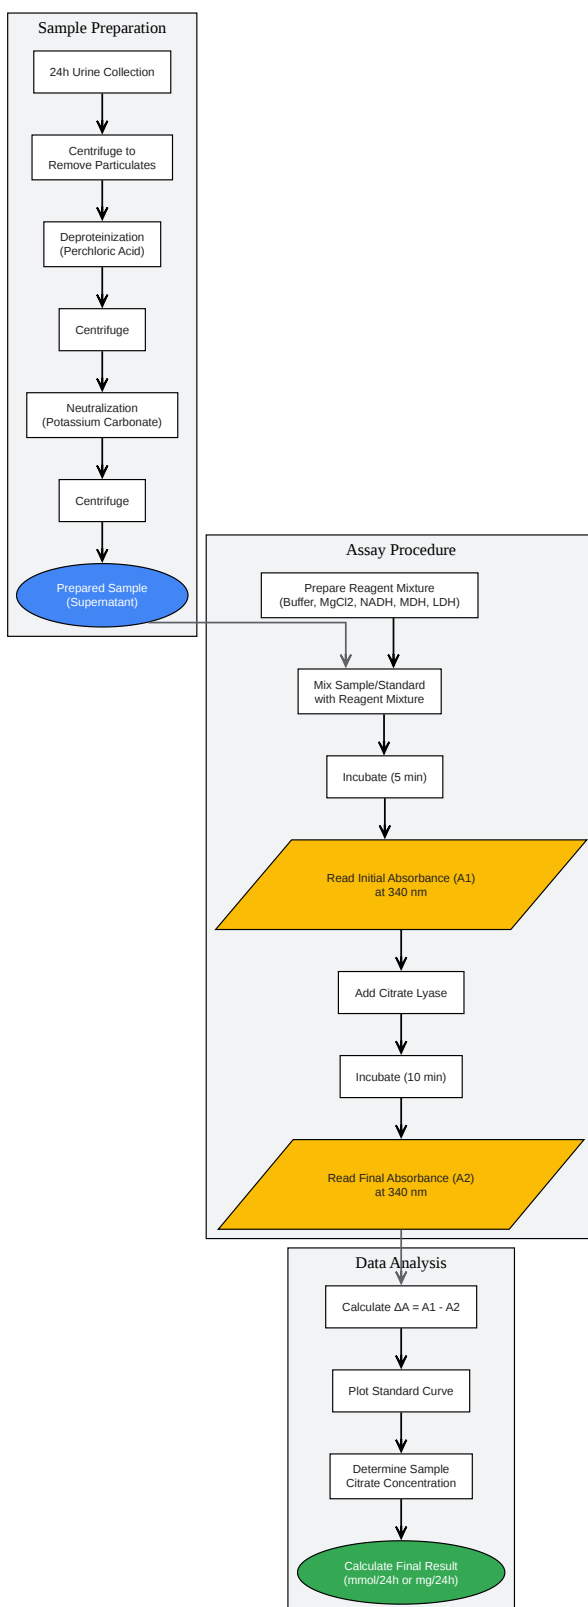 Sample Preparation
24h Urine Collection
Centrifuge to
Remove Particulates
Deproteinization
(Perchloric Acid)
Centrifuge
Neutralization
(Potassium Carbonate)
Centrifuge
Prepared Sample
(Supernatant)
Assay Procedure
Prepare Reagent Mixture
(Buffer, MgCl2, NADH, MDH, LDH)
Mix Sample/Standard
with Reagent Mixture
Incubate (5 min)
Read Initial Absorbance (A1)
at 340 nm
Add Citrate Lyase
Incubate (10 min)
Read Final Absorbance (A2)
at 340 nm
Data Analysis
Calculate ΔA = A1 - A2
Plot Standard Curve
Determine Sample
Citrate Concentration
Calculate Final Result
(mmol/24h or mg/24h)